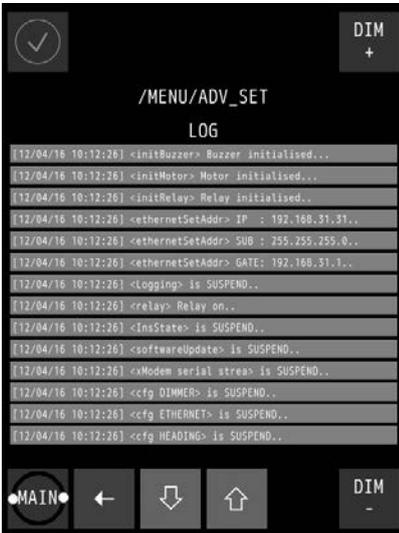 DIM
+
/MENU/ADV_SET
LOG
[12/04/16 10:12:26] <initBuzzer> Buzzer initialised...
[12/04/16 10:12:26] <initMotor> Motor initialised...
[12/04/16 10:12:26] <initRelay> Relay initialised..
[12/04/16 10:12:26] <ethernetSetAddr> IP : 192.168.31.31..
[12/04/16 10:12:26] <ethernetSetAddr> SUB : 255.255.255.0..
[12/04/16 10:12:26] <ethernetSetAddr> GATE: 192.168.31.1..
[12/04/16 10:12:26] <Logging> is SUSPEND..
[12/04/16 10:12:26] <relay> Relay on..
[12/04/16 10:12:26] <InsState> is SUSPEND..
[12/04/16 10:12:26] <softwareUpdate> is SUSPEND..
[12/04/16 10:12:26] <xModem serial strea> is SUSPEND..
[12/04/16 10:12:26] <cfg DIMMER> is SUSPEND..
[12/04/16 10:12:26] <cfg ETHERNET> is SUSPEND..
[12/04/16 10:12:26] <cfg HEADING> is SUSPEND..
MAIN
DIM
-